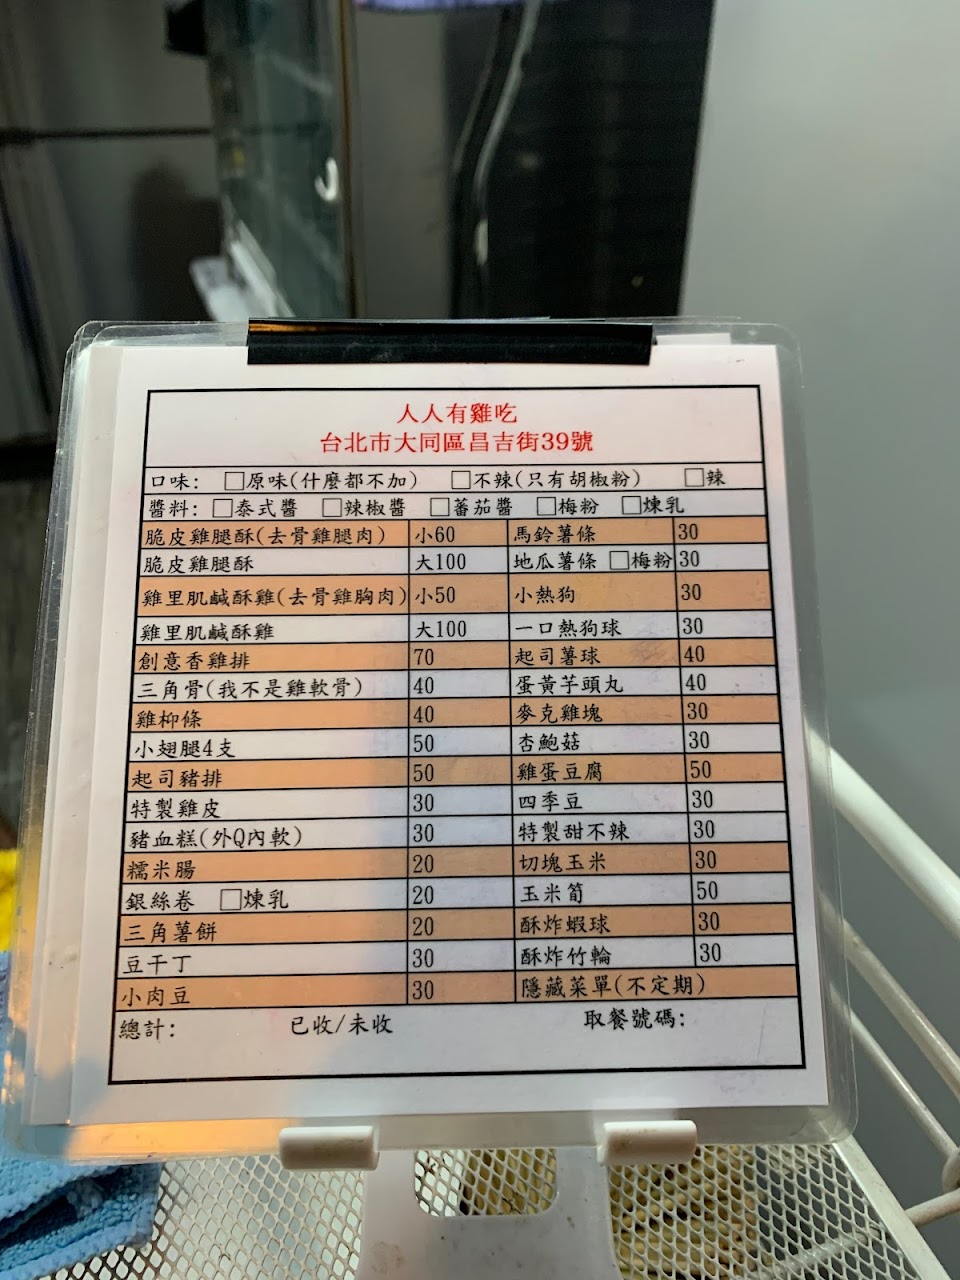 人人有雞吃
台北市大同區昌吉街39號
口味: □原味(什麼都不加) □不辣(只有胡椒粉) □辣
醬料: □泰式醬 □辣椒醬 □蕃茄醬 □梅粉 □煉乳
脆皮雞腿酥(去骨雞腿肉) 小60 馬鈴薯條 30
脆皮雞腿酥 大100 地瓜薯條 □梅粉 30
雞里肌鹹酥雞(去骨雞胸肉) 小50 小熱狗 30
雞里肌鹹酥雞 大100 一口熱狗球 30
創意香雞排 70 起司薯球 40
三角骨(我不是雞軟骨) 40 蛋黃芋頭丸 40
雞柳條 40 麥克雞塊 30
小翅腿4支 50 杏鮑菇 30
起司豬排 50 雞蛋豆腐 50
特製雞皮 30 四季豆 30
豬血糕(外Q內軟) 30 特製甜不辣 30
糯米腸 20 切塊玉米 30
銀絲卷 □煉乳 20 玉米筍 50
三角薯餅 20 酥炸蝦球 30
豆干丁 30 酥炸竹輪 30
小肉豆 30 隱藏菜單(不定期)
總計: 已收/未收 取餐號碼: